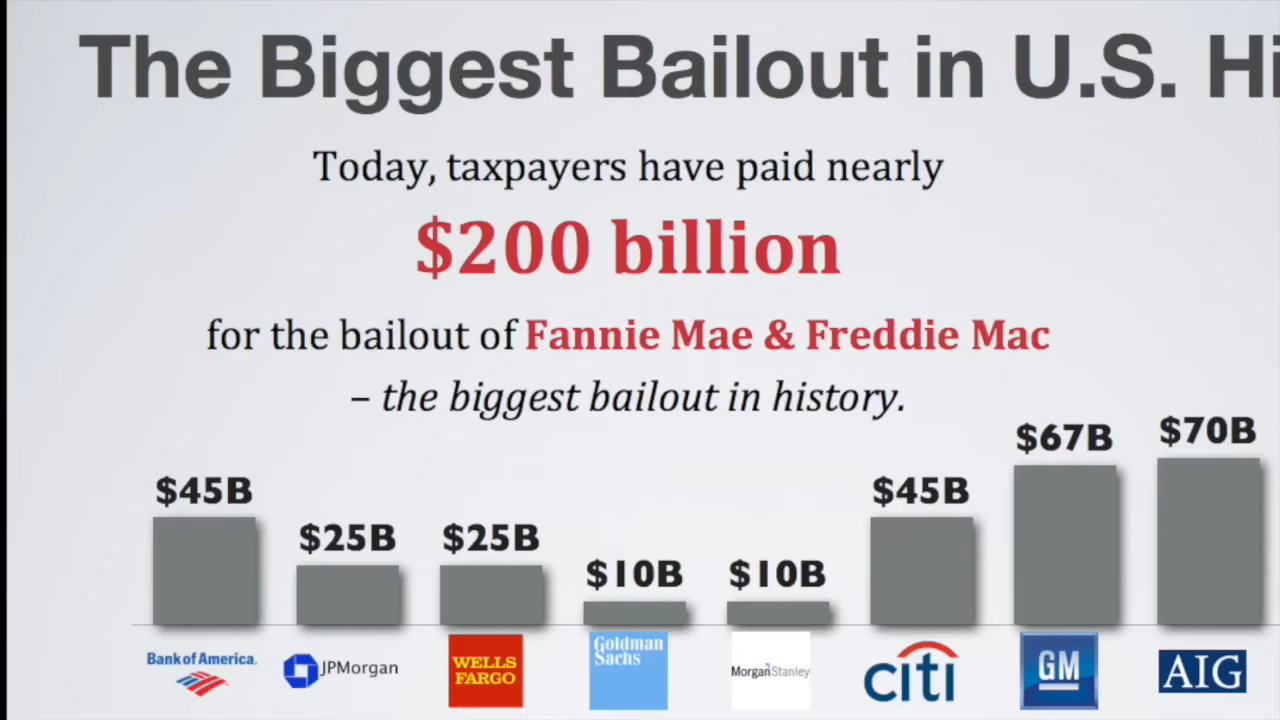 The Biggest Bailout in U.S. Hi
Today, taxpayers have paid nearly
$200 billion
for the bailout of Fannie Mae & Freddie Mac
– the biggest bailout in history.
$45B $25B $25B $10B $10B $45B $67B $70B
Bank of America. JPMorgan WELLS FARGO Goldman Sachs MorganStanley citi GM AIG